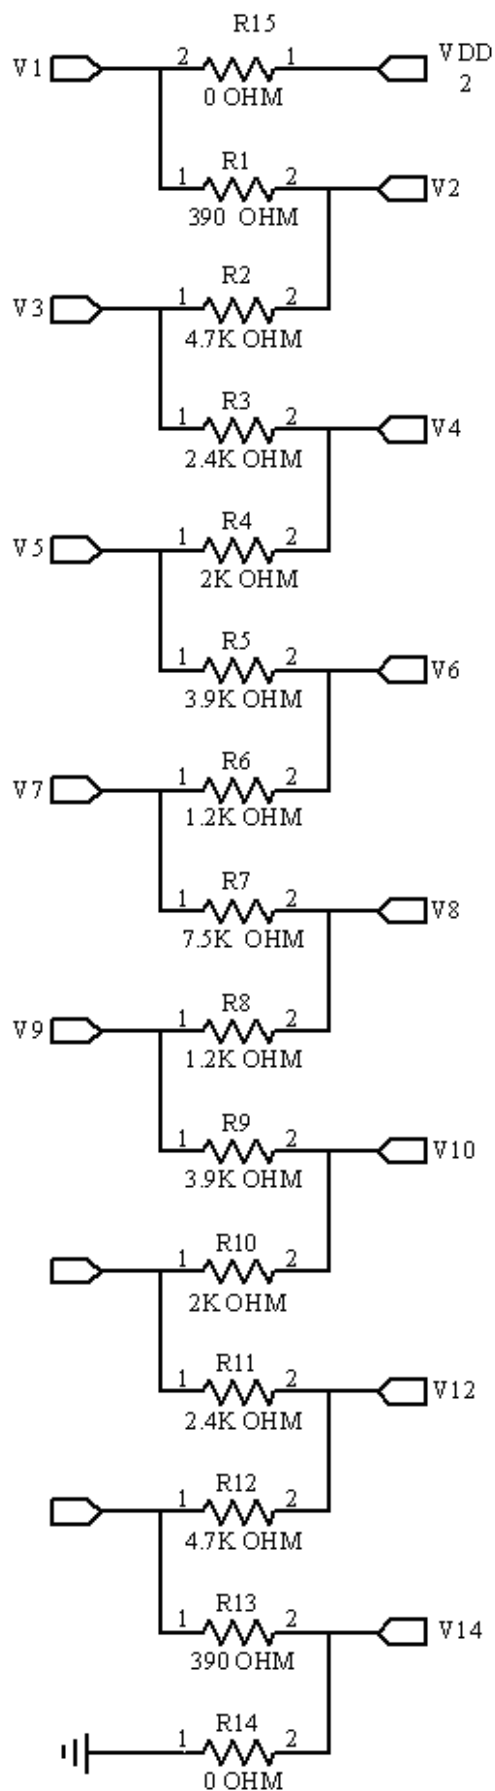 R15
V1 2 1 VDD
0 OHM 2
R1
1 2 V2
390 OHM
R2
V3 1 2
4.7K OHM
R3
1 2 V4
2.4K OHM
R4
V5 1 2
2K OHM
R5
1 2 V6
3.9K OHM
R6
V7 1 2
1.2K OHM
R7
1 2 V8
7.5K OHM
R8
V9 1 2
1.2K OHM
R9
1 2 V10
3.9K OHM
R10
1 2
2K OHM
R11
1 2 V12
2.4K OHM
R12
1 2
4.7K OHM
R13
1 2 V14
390 OHM
R14
1 2
0 OHM